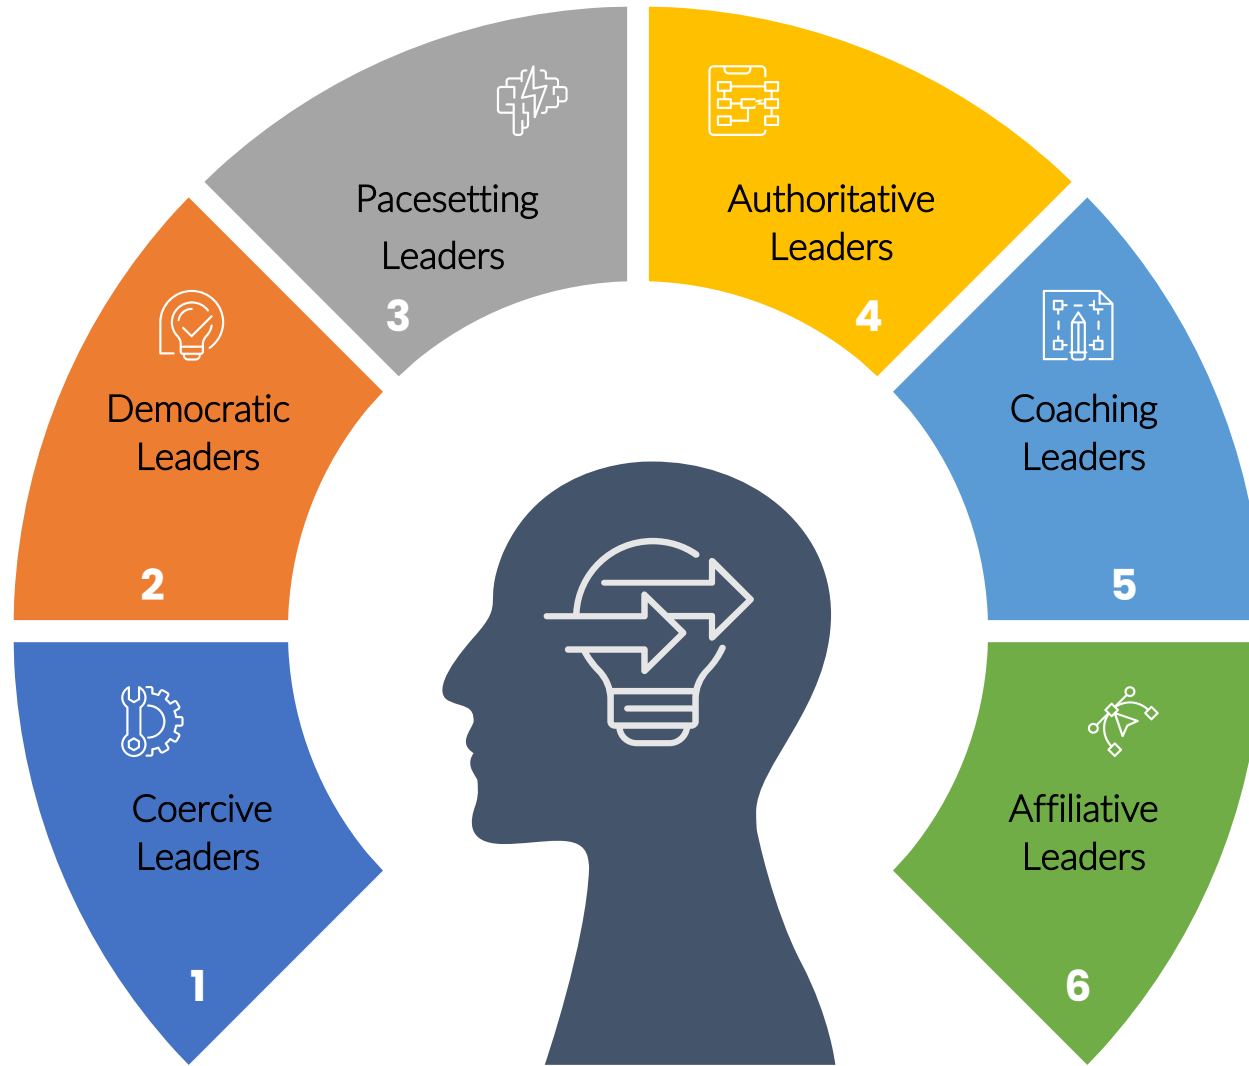 Coercive
Leaders
1
Democratic
Leaders
2
Pacesetting
Leaders
3
Authoritative
Leaders
4
Coaching
Leaders
5
Affiliative
Leaders
6